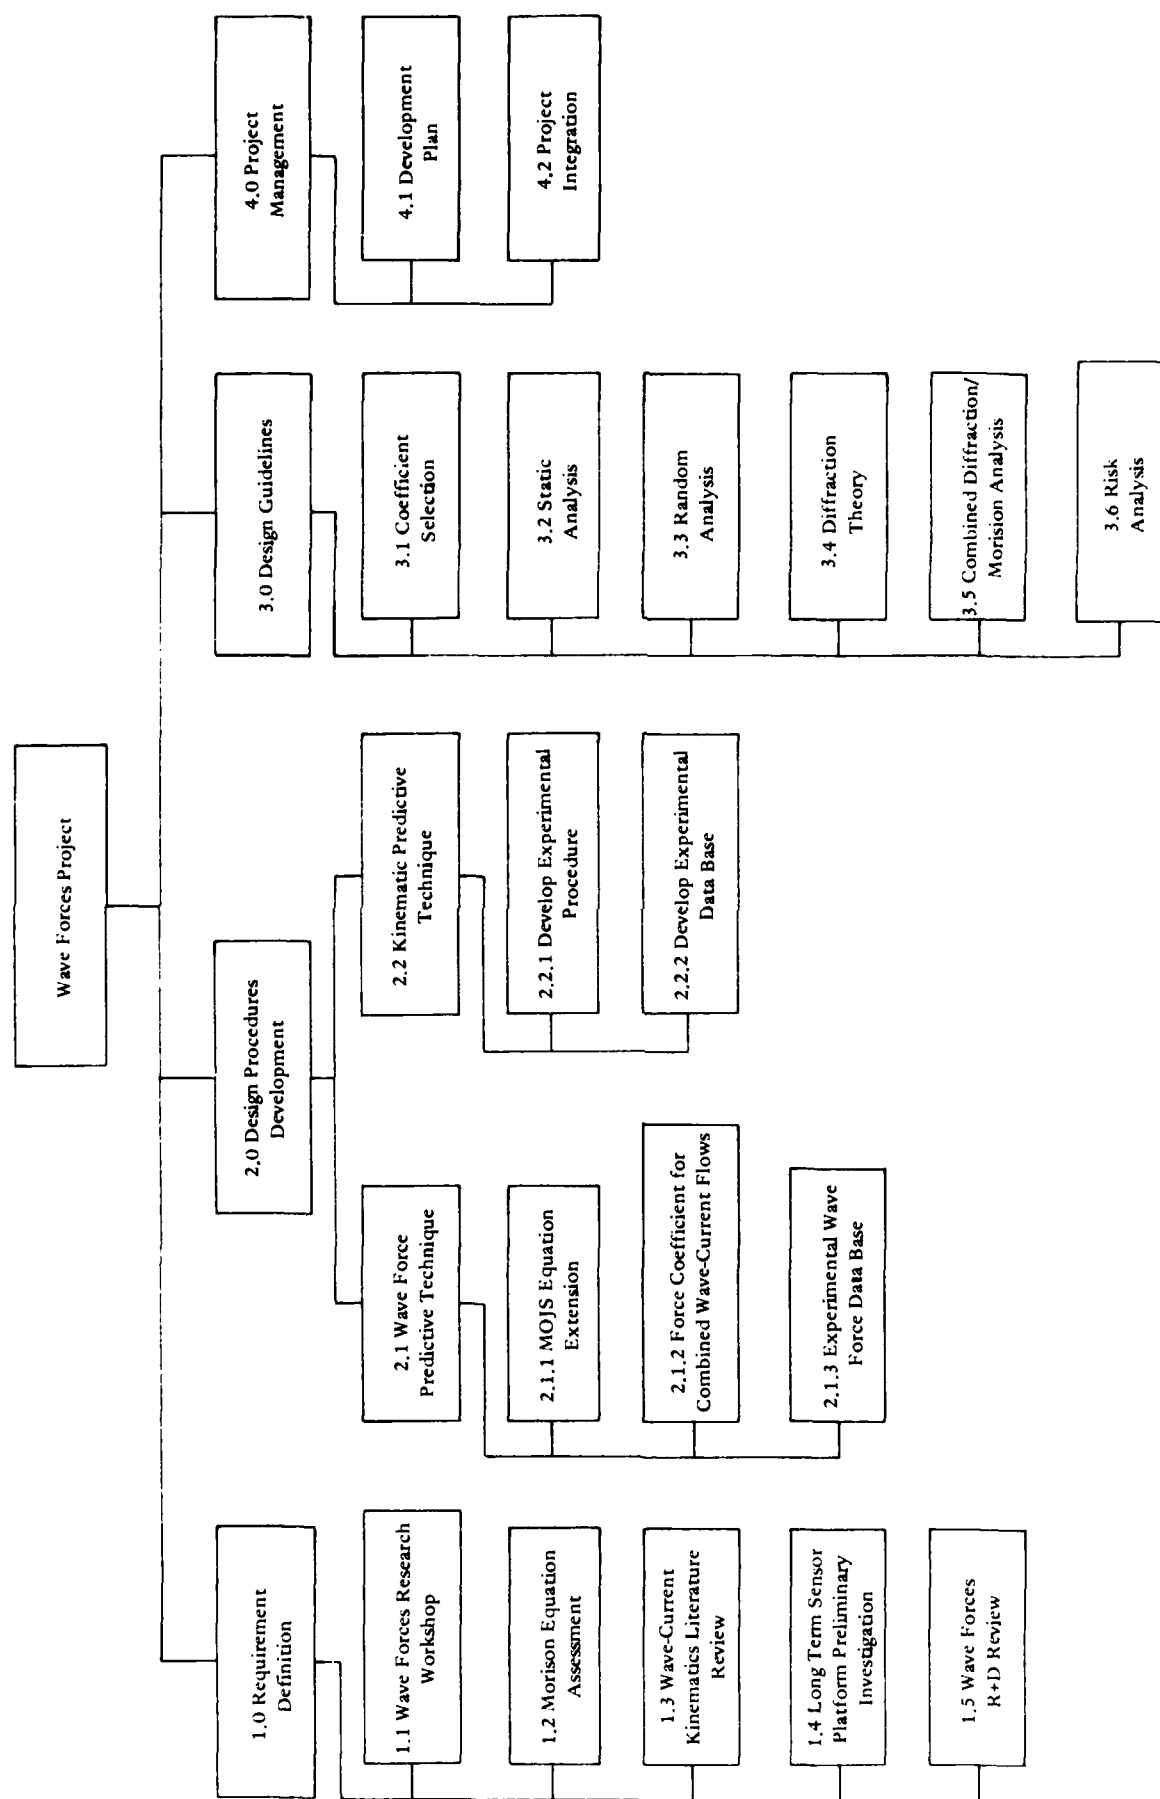 Wave Forces Project
1.0 Requirement
Definition
1.1 Wave Forces Research
Workshop
1.2 Morison Equation
Assessment
1.3 Wave-Current
Kinematics Literature
Review
1.4 Long Term Sensor
Platform Preliminary
Investigation
1.5 Wave Forces
R+D Review
2.0 Design Procedures
Development
2.1 Wave Force
Predictive Technique
2.1.1 MOJS Equation
Extension
2.1.2 Force Coefficient for
Combined Wave-Current Flows
2.1.3 Experimental Wave
Force Data Base
2.2 Kinematic Predictive
Technique
2.2.1 Develop Experimental
Procedure
2.2.2 Develop Experimental
Data Base
3.0 Design Guidelines
3.1 Coefficient
Selection
3.2 Static
Analysis
3.3 Random
Analysis
3.4 Diffraction
Theory
3.5 Combined Diffraction/
Morision Analysis
3.6 Risk
Analysis
4.0 Project
Management
4.1 Development
Plan
4.2 Project
Integration